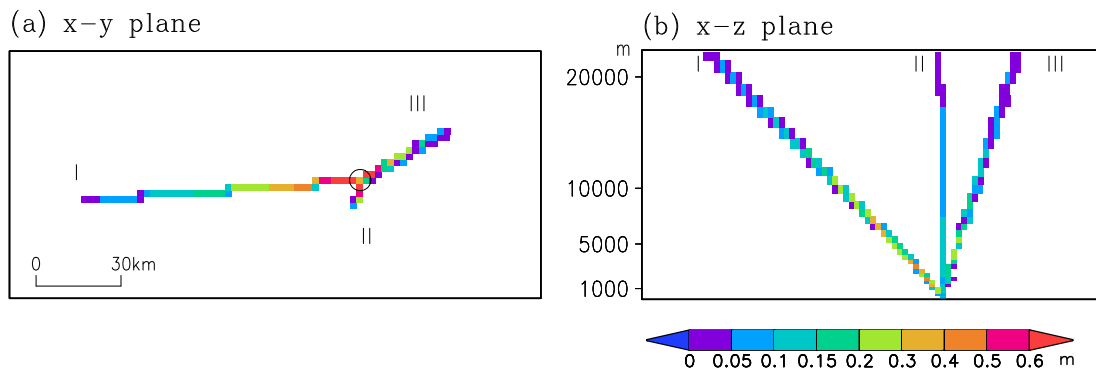 (a) x-y plane
III
I
II
0 30km
(b) x-z plane
m
I II III
20000
10000
5000
1000
0 0.05 0.1 0.15 0.2 0.3 0.4 0.5 0.6 m